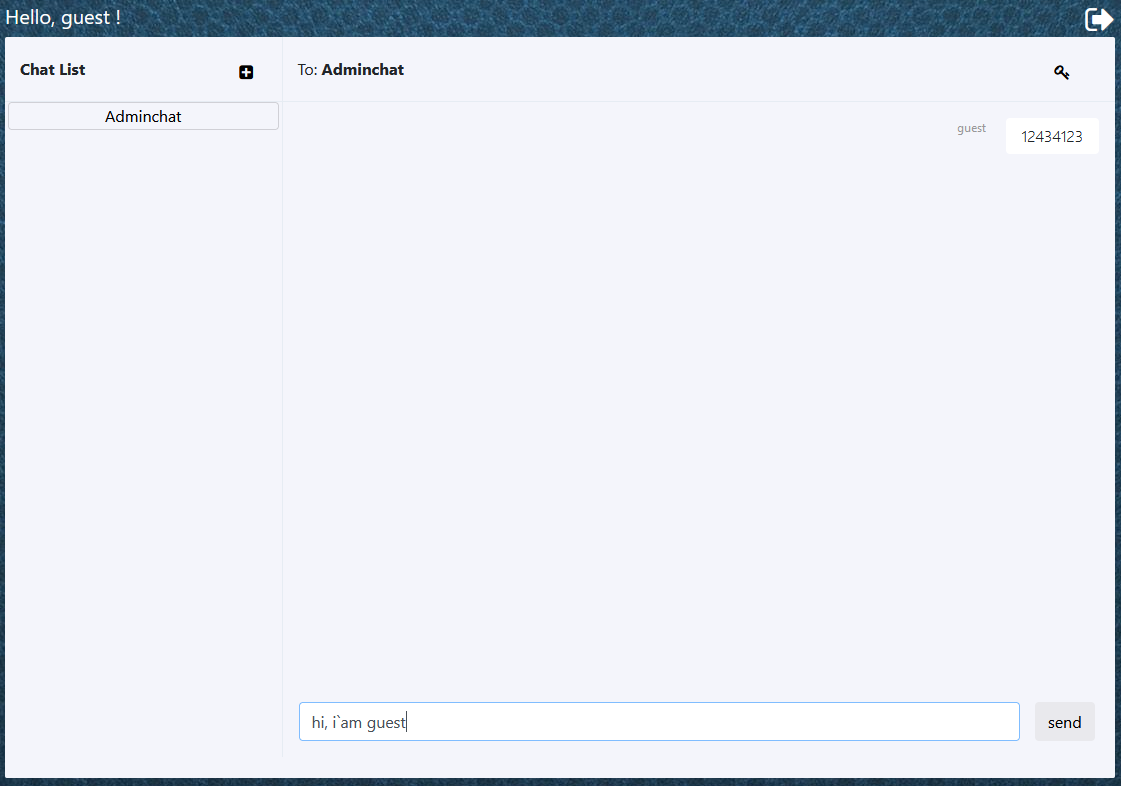 Hello, guest !
Chat List
To: Adminchat
Adminchat
guest
12434123
hi, i`am guest
send